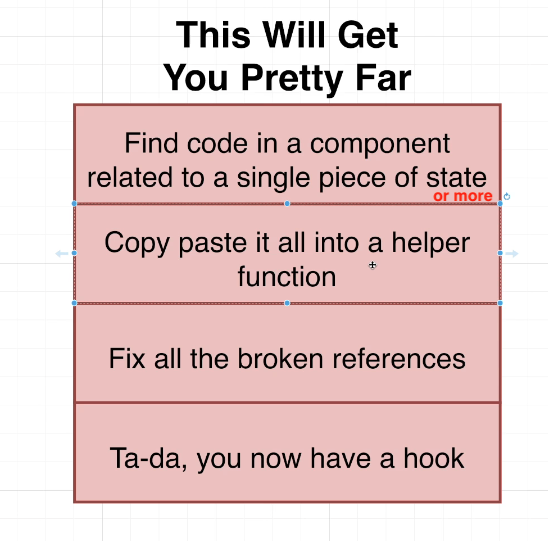 This Will Get
You Pretty Far
Find code in a component
related to a single piece of state
or more
Copy paste it all into a helper
function
Fix all the broken references
Ta-da, you now have a hook